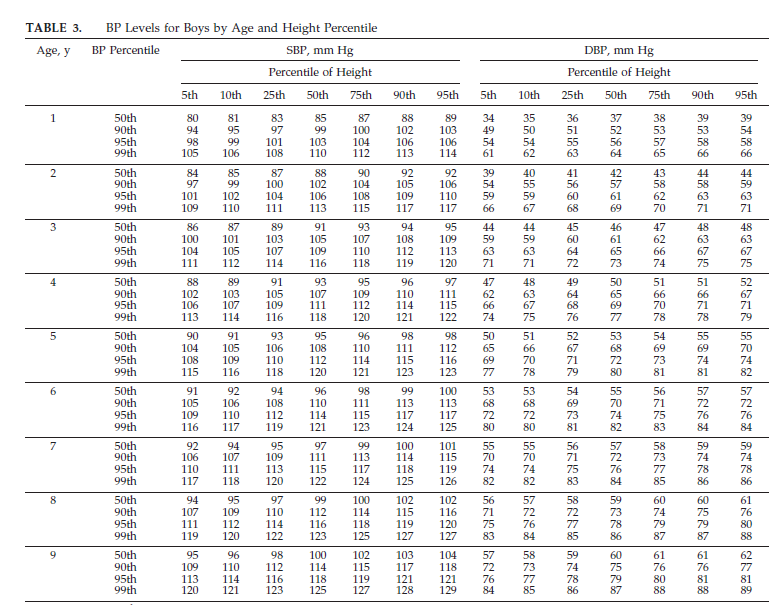 TABLE 3. BP Levels for Boys by Age and Height Percentile
Age, y BP Percentile SBP, mm Hg DBP, mm Hg
Percentile of Height Percentile of Height
5th 10th 25th 50th 75th 90th 95th 5th 10th 25th 50th 75th 90th 95th
1 50th 80 81 83 85 87 88 89 34 35 36 37 38 39 39
90th 94 95 97 99 100 102 103 49 50 51 52 53 53 54
95th 98 99 101 103 104 106 106 54 54 55 56 57 58 58
99th 105 106 108 110 112 113 114 61 62 63 64 65 66 66
2 50th 84 85 87 88 90 92 92 39 40 41 42 43 44 44
90th 97 99 100 102 104 105 106 54 55 56 57 58 58 59
95th 101 102 104 106 108 109 110 59 59 60 61 62 63 63
99th 109 110 111 113 115 117 117 66 67 68 69 70 71 71
3 50th 86 87 89 91 93 94 95 44 44 45 46 47 48 48
90th 100 101 103 105 107 108 109 59 59 60 61 62 63 63
95th 104 105 107 109 110 112 113 63 63 64 65 66 67 67
99th 111 112 114 116 118 119 120 71 71 72 73 74 75 75
4 50th 88 89 91 93 95 96 97 47 48 49 50 51 51 52
90th 102 103 105 107 109 110 111 62 63 64 65 66 66 67
95th 106 107 109 111 112 114 115 66 67 68 69 70 71 71
99th 113 114 116 118 120 121 122 74 75 76 77 78 78 79
5 50th 90 91 93 95 96 98 98 50 51 52 53 54 55 55
90th 104 105 106 108 110 111 112 65 66 67 68 69 69 70
95th 108 109 110 112 114 115 116 69 70 71 72 73 74 74
99th 115 116 118 120 121 123 123 77 78 79 80 81 81 82
6 50th 91 92 94 96 98 99 100 53 53 54 55 56 57 57
90th 105 106 108 110 111 113 113 68 68 69 70 71 72 72
95th 109 110 112 114 115 117 117 72 72 73 74 75 76 76
99th 116 117 119 121 123 124 125 80 80 81 82 83 84 84
7 50th 92 94 95 97 99 100 101 55 55 56 57 58 59 59
90th 106 107 109 111 113 114 115 70 70 71 72 73 74 74
95th 110 111 113 115 117 118 119 74 74 75 76 77 78 78
99th 117 118 120 122 124 125 126 82 82 83 84 85 86 86
8 50th 94 95 97 99 100 102 102 56 57 58 59 60 60 61
90th 107 109 110 112 114 115 116 71 72 72 73 74 75 76
95th 111 112 114 116 118 119 120 75 76 77 78 79 79 80
99th 119 120 122 123 125 127 127 83 84 85 86 87 87 88
9 50th 95 96 98 100 102 103 104 57 58 59 60 61 61 62
90th 109 110 112 114 115 117 118 72 73 74 75 76 76 77
95th 113 114 116 118 119 121 121 76 77 78 79 80 81 81
99th 120 121 123 125 127 128 129 84 85 86 87 88 88 89